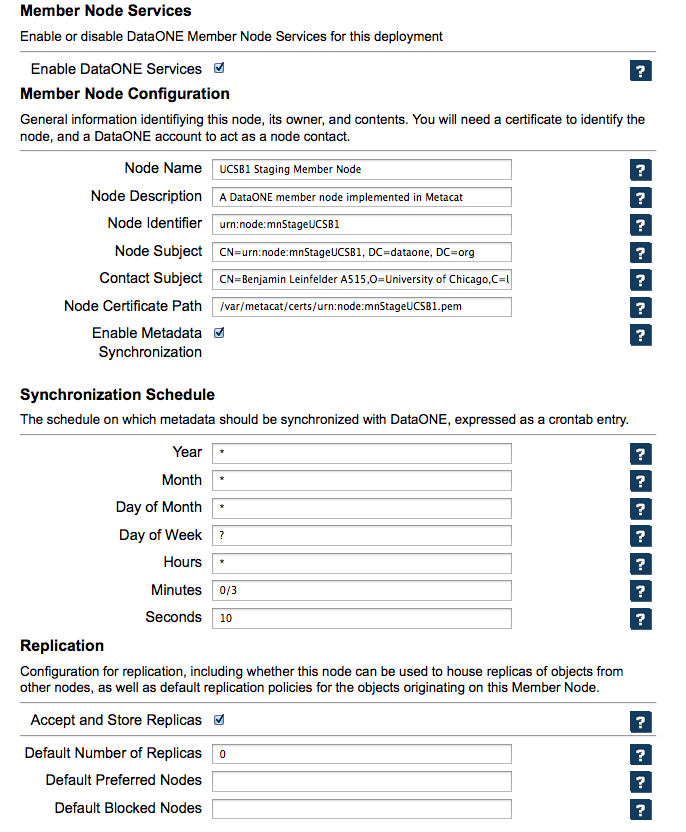 Member Node Services
Enable or disable DataONE Member Node Services for this deployment
Enable DataONE Services ?
Member Node Configuration
General information identifiying this node, its owner, and contents. You will need a certificate to identify the
node, and a DataONE account to act as a node contact.
Node Name UCSB1 Staging Member Node ?
Node Description A DataONE member node implemented in Metacat ?
Node Identifier urn:node:mnStageUCSB1 ?
Node Subject CN=urn:node:mnStageUCSB1, DC=dataone, DC=org ?
Contact Subject CN=Benjamin Leinfelder A515,O=University of Chicago,C= ?
Node Certificate Path /var/metacat/certs/urn:node:mnStageUCSB1.pem ?
Enable Metadata ?
Synchronization
Synchronization Schedule
The schedule on which metadata should be synchronized with DataONE, expressed as a crontab entry.
Year * ?
Month * ?
Day of Month * ?
Day of Week ? ?
Hours * ?
Minutes 0/3 ?
Seconds 10 ?
Replication
Configuration for replication, including whether this node can be used to house replicas of objects from
other nodes, as well as default replication policies for the objects originating on this Member Node.
Accept and Store Replicas ?
Default Number of Replicas 0 ?
Default Preferred Nodes ?
Default Blocked Nodes ?